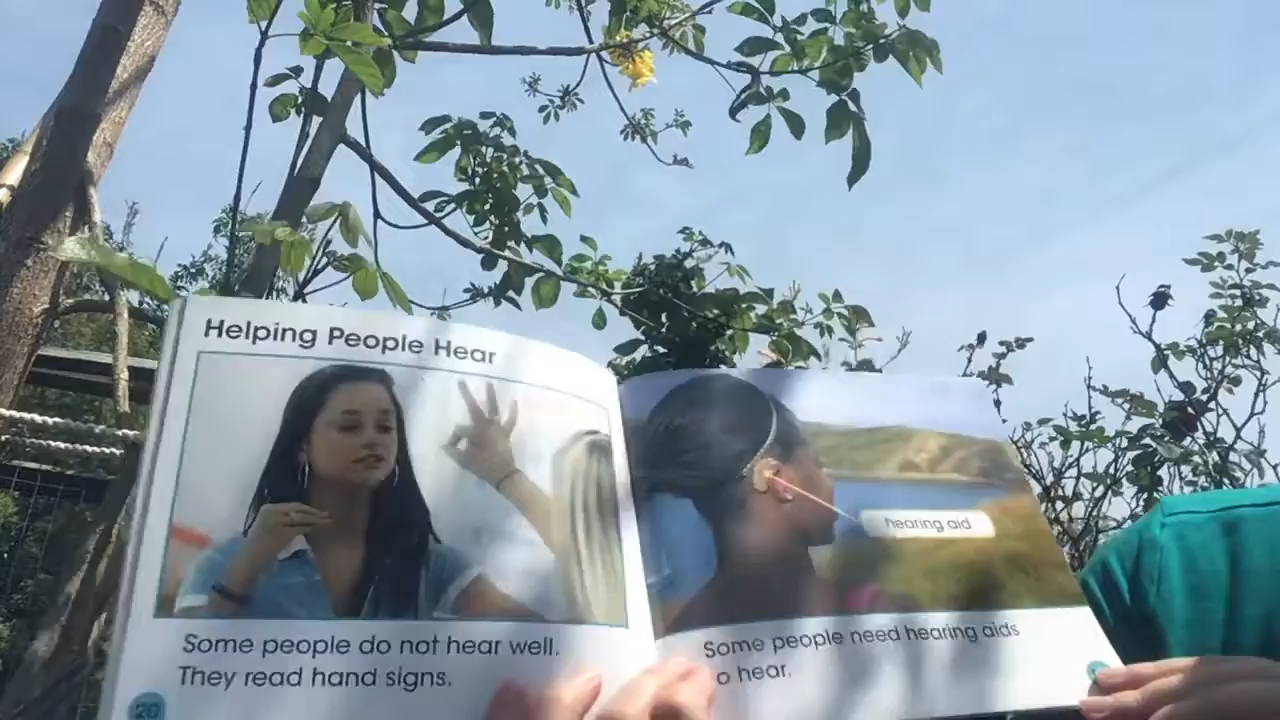 Helping People Hear
hearing aid
Some people do not hear well.
They read hand signs.
Some people need hearing aids
o hear.
20